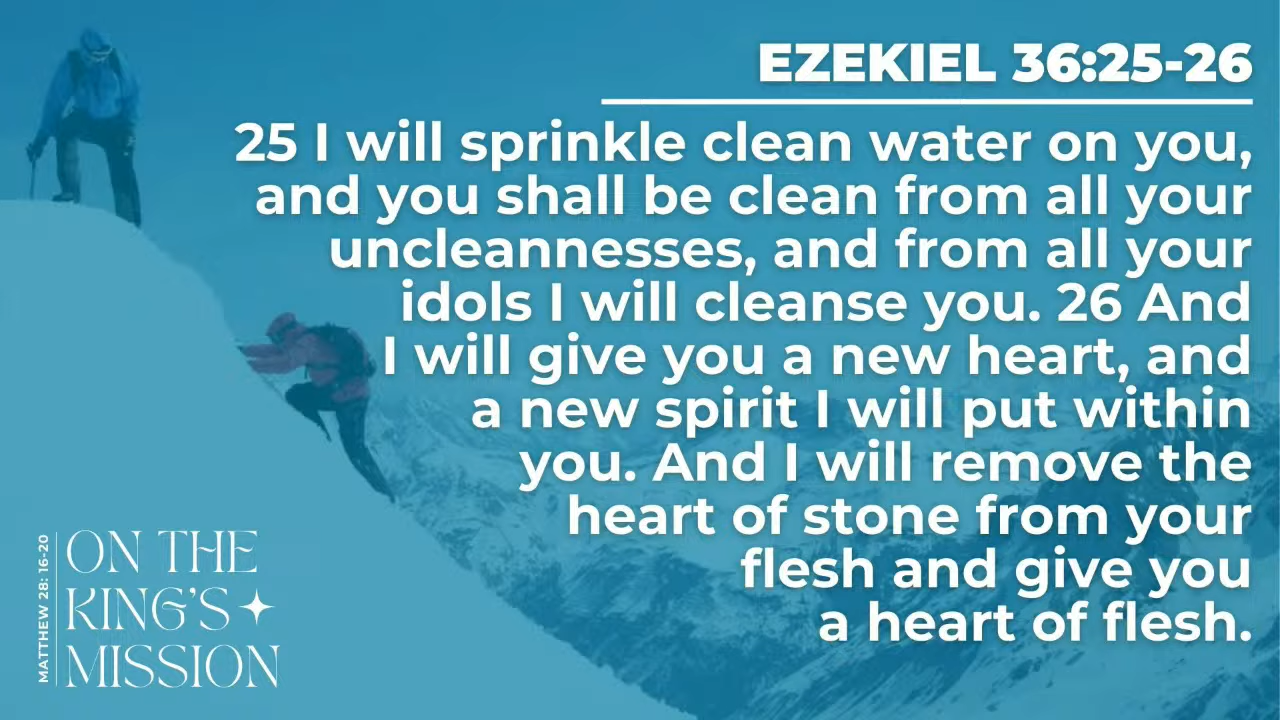 EZEKIEL 36:25-26
25 I will sprinkle clean water on you,
and you shall be clean from all your
uncleannesses, and from all your
idols I will cleanse you. 26 And
I will give you a new heart, and
a new spirit I will put within
you. And I will remove the
heart of stone from your
flesh and give you
a heart of flesh.
MATTHEW 28: 16-20
ON THE
KING'S
MISSION